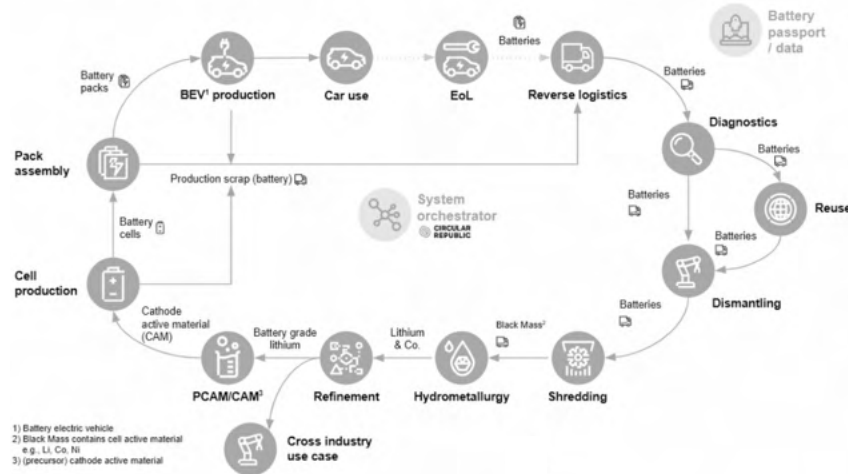 Battery
passport
/ data
Batteries
Battery
packs
BEV¹ production
Car use
EoL
Reverse logistics
Batteries
Diagnostics
Pack
assembly
Production scrap (battery)
Batteries
Batteries
System
orchestrator
CIRCULAR
REPUBLIC
Reuse
Battery
cells
Batteries
Cell
production
Dismantling
Cathode
active material
(CAM)
Battery grade
lithium
Lithium
& Co.
Black Mass²
Batteries
PCAM/CAM³
Refinement
Hydrometallurgy
Shredding
Cross industry
use case
1) Battery electric vehicle
2) Black Mass contains cell active material
e.g., Li, Co, Ni
3) (precursor) cathode active material